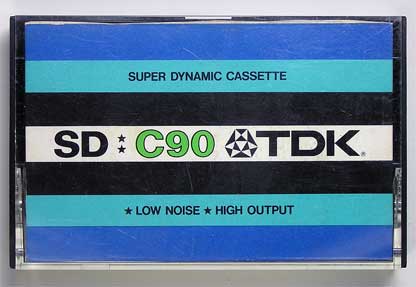 SUPER DYNAMIC CASSETTE
SD ★★ C90 TDK®
★ LOW NOISE ★ HIGH OUTPUT